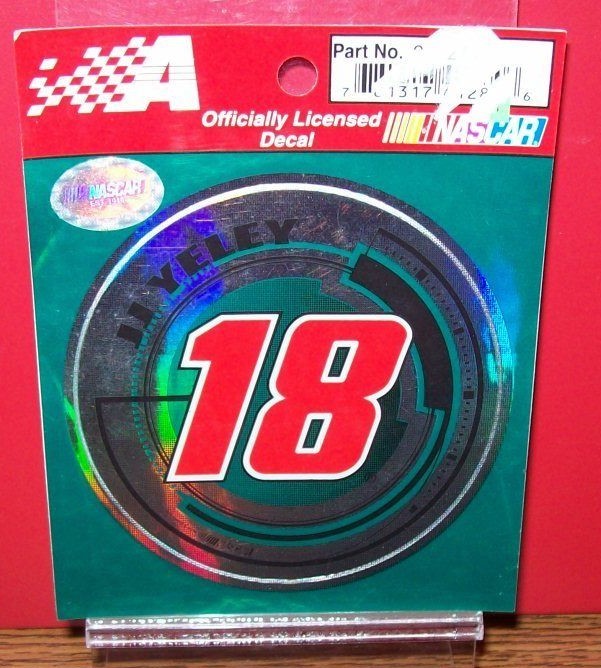 A
Part No.
Officially Licensed
Decal
NASCAR
NASCAR
JJ YELEY
18